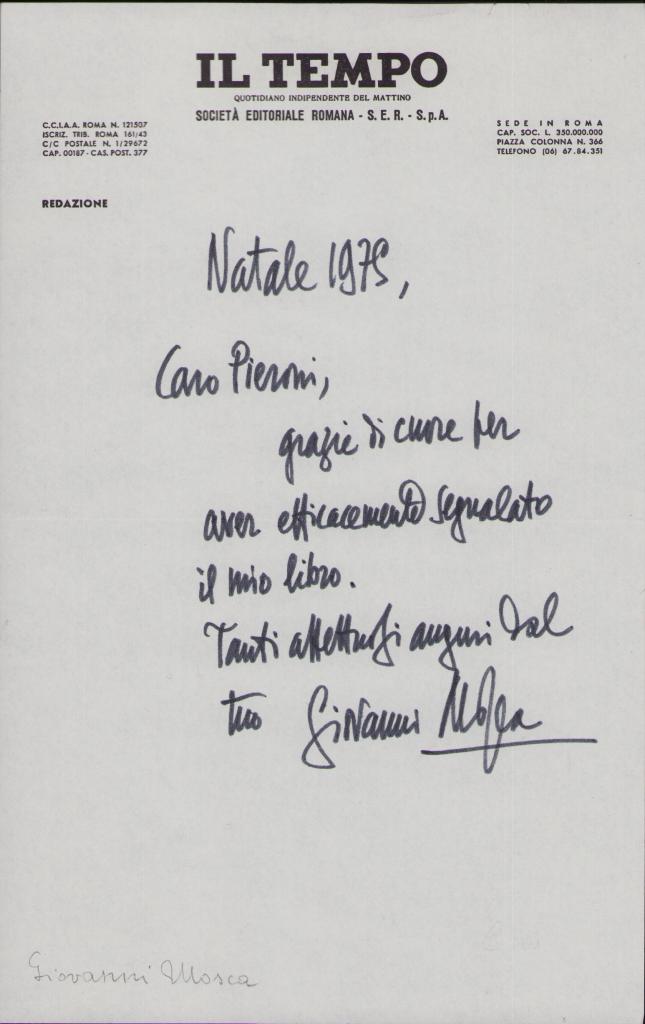 IL TEMPO
QUOTIDIANO INDIPENDENTE DEL MATTINO
SOCIETÀ EDITORIALE ROMANA - S. E. R. - S.p.A.
C.C.I.A.A. ROMA N. 121507
ISCRIZ. TRIB. ROMA 161/43
C/C POSTALE N. 1/29672
CAP. 00187 - CAS. POST. 377
SEDE IN ROMA
CAP. SOC. L. 350.000.000
PIAZZA COLONNA N. 366
TELEFONO (06) 67.84.351
REDAZIONE
Natale 1975,
Caro Pieroni,
grazie di cuore per
aver efficacemente segnalato
il mio libro.
Tanti affettuosi auguri dal
tuo Giovanni Mosca
Giovanni Mosca